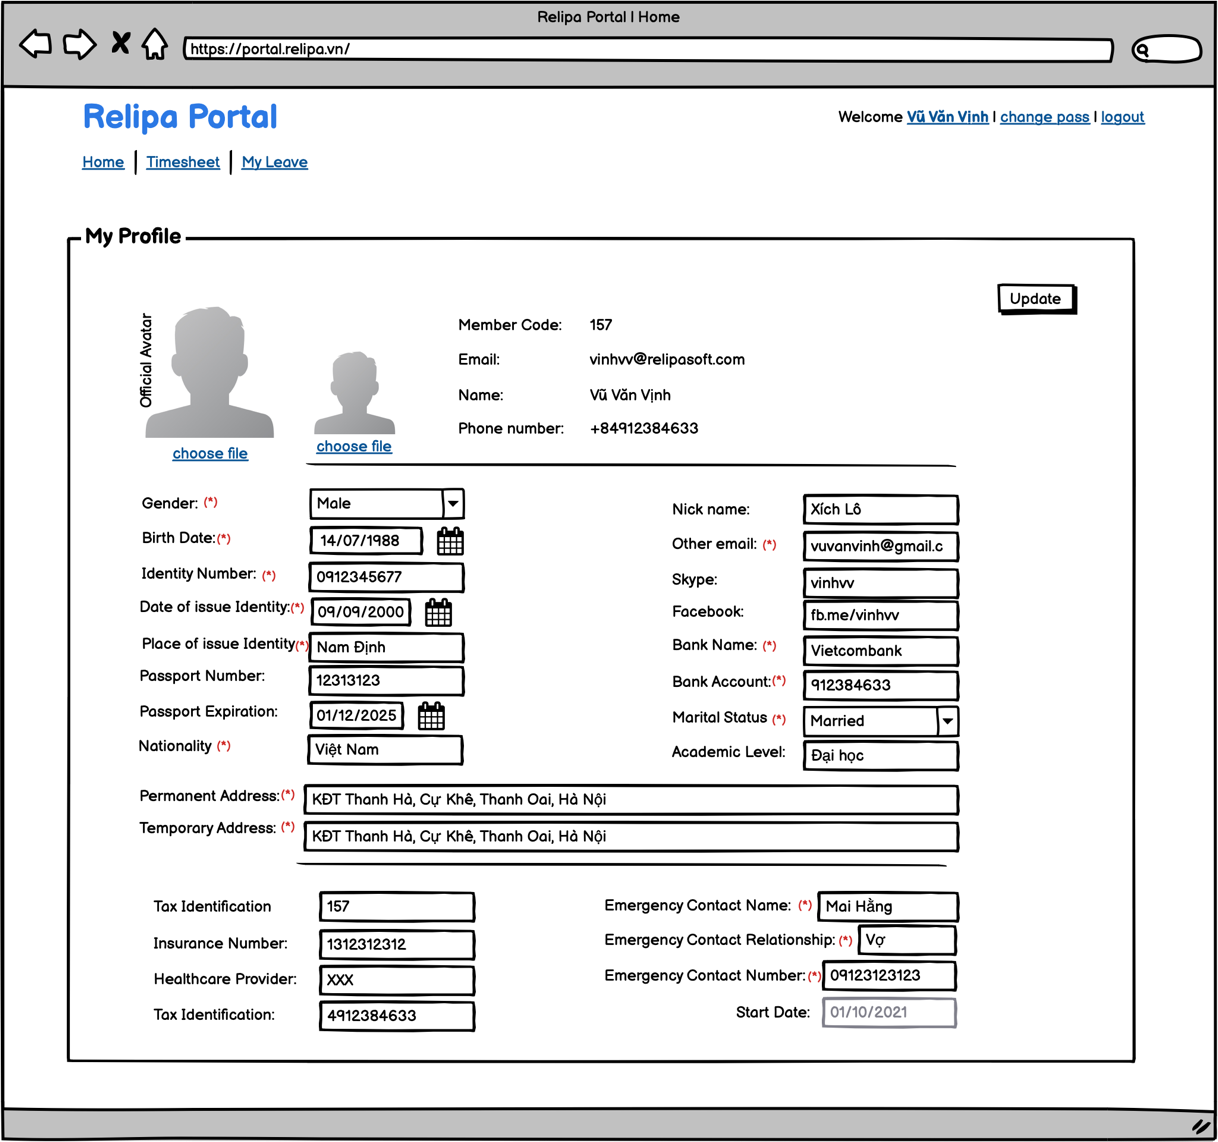 Relipa Portal | Home
https://portal.relipa.vn/
Relipa Portal
Welcome Vũ Văn Vinh | change pass | logout
Home | Timesheet | My Leave
My Profile
Update
Official Avatar
choose file
choose file
Member Code: 157
Email: vinhvv@relipasoft.com
Name: Vũ Văn Vịnh
Phone number: +84912384633
Gender: (*) Male
Birth Date:(*) 14/07/1988
Identity Number: (*) 0912345677
Date of issue Identity:(*) 09/09/2000
Place of issue Identity(*) Nam Định
Passport Number: 12313123
Passport Expiration: 01/12/2025
Nationality (*) Việt Nam
Nick name: Xích Lô
Other email: (*) vuvanvinh@gmail.c
Skype: vinhvv
Facebook: fb.me/vinhvv
Bank Name: (*) Vietcombank
Bank Account:(*) 912384633
Marital Status (*) Married
Academic Level: Đại học
Permanent Address:(*) KĐT Thanh Hà, Cự Khê, Thanh Oai, Hà Nội
Temporary Address: (*) KĐT Thanh Hà, Cự Khê, Thanh Oai, Hà Nội
Tax Identification 157
Insurance Number: 1312312312
Healthcare Provider: XXX
Tax Identification: 4912384633
Emergency Contact Name: (*) Mai Hằng
Emergency Contact Relationship: (*) Vợ
Emergency Contact Number: (*) 09123123123
Start Date: 01/10/2021